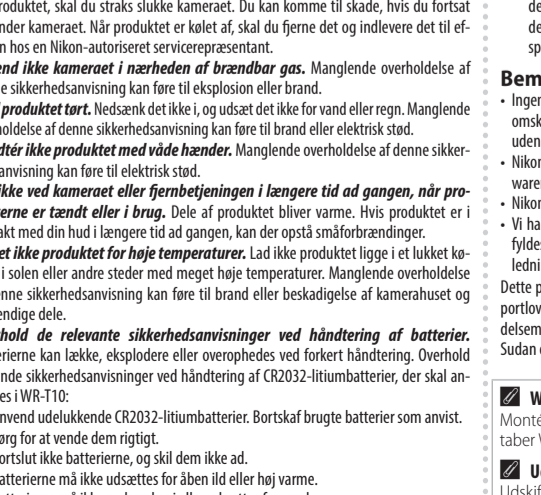 roduktet, skal du straks slukke kameraet. Du kan komme til skade, hvis du fortsat
nder kameraet. Når produktet er kølet af, skal du fjerne det og indlevere det til ef-
n hos en Nikon-autoriseret servicerepræsentant.
end ikke kameraet i nærheden af brændbar gas. Manglende overholdelse af
e sikkerhedsanvisning kan føre til eksplosion eller brand.
produktet tørt. Nedsænk det ikke i, og udsæt det ikke for vand eller regn. Manglende
holdelse af denne sikkerhedsanvisning kan føre til brand eller elektrisk stød.
dtér ikke produktet med våde hænder. Manglende overholdelse af denne sikker-
anvisning kan føre til elektrisk stød.
ikke ved kameraet eller fjernbetjeningen i længere tid ad gangen, når pro-
erne er tændt eller i brug. Dele af produktet bliver varme. Hvis produktet er i
akt med din hud i længere tid ad gangen, kan der opstå småforbrændinger.
et ikke produktet for høje temperaturer. Lad ikke produktet ligge i et lukket kø-
i solen eller andre steder med meget høje temperaturer. Manglende overholdelse
enne sikkerhedsanvisning kan føre til brand eller beskadigelse af kamerahuset og
endige dele.
hold de relevante sikkerhedsanvisninger ved håndtering af batterier.
erierne kan lække, eksplodere eller overophedes ved forkert håndtering. Overhold
nde sikkerhedsanvisninger ved håndtering af CR2032-litiumbatterier, der skal an-
es i WR-T10:
nvend udelukkende CR2032-litiumbatterier. Bortskaf brugte batterier som anvist.
ørg for at vende dem rigtigt.
ortslut ikke batterierne, og skil dem ikke ad.
atterierne må ikke udsættes for åben ild eller høj varme.
de
de
sp
Bem
• Inger
omsk
uden
• Nikor
ware
• Nikor
• Vi ha
fyldes
ledni
Dette p
portlov
delsem
Sudan
W
Monté
taber
U
Udskif